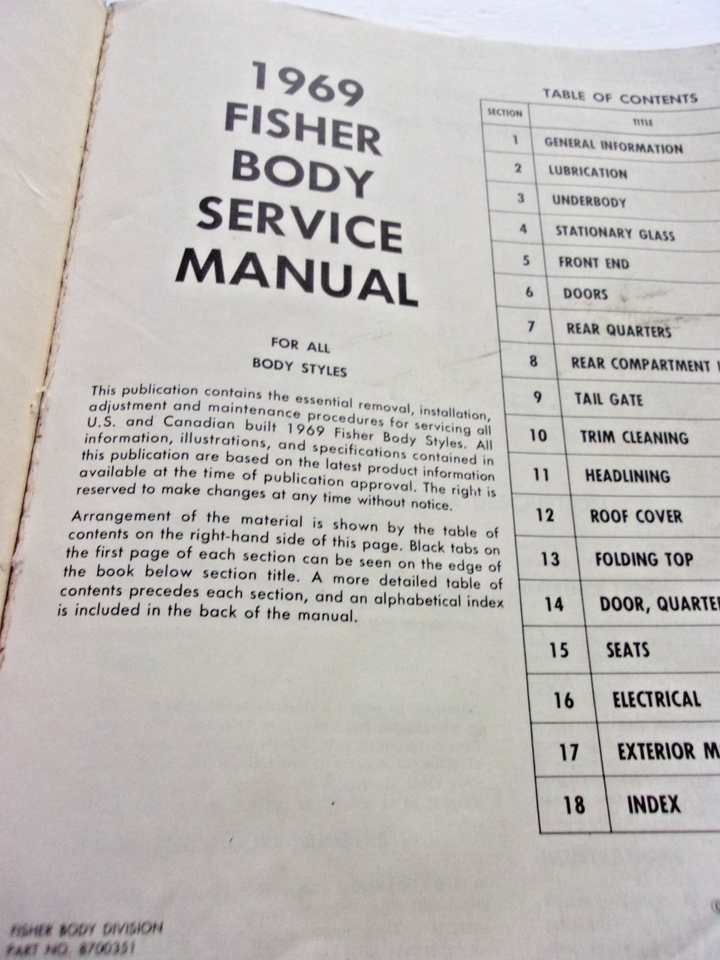 1969
FISHER
BODY
SERVICE
MANUAL
FOR ALL
BODY STYLES
This publication contains the essential removal, installation,
adjustment and maintenance procedures for servicing all
U.S. and Canadian built 1969 Fisher Body Styles. All
information, illustrations, and specifications contained in
this publication are based on the latest product information
available at the time of publication approval. The right is
reserved to make changes at any time without notice.
Arrangement of the material is shown by the table of
contents on the right-hand side of this page. Black tabs on
the first page of each section can be seen on the edge of
the book below section title. A more detailed table of
contents precedes each section, and an alphabetical index
is included in the back of the manual.
FISHER BODY DIVISION
PART NO. 8700351
TABLE OF CONTENTS
SECTION TITLE
1 GENERAL INFORMATION
2 LUBRICATION
3 UNDERBODY
4 STATIONARY GLASS
5 FRONT END
6 DOORS
7 REAR QUARTERS
8 REAR COMPARTMENT
9 TAIL GATE
10 TRIM CLEANING
11 HEADLINING
12 ROOF COVER
13 FOLDING TOP
14 DOOR, QUARTE
15 SEATS
16 ELECTRICAL
17 EXTERIOR M
18 INDEX
©